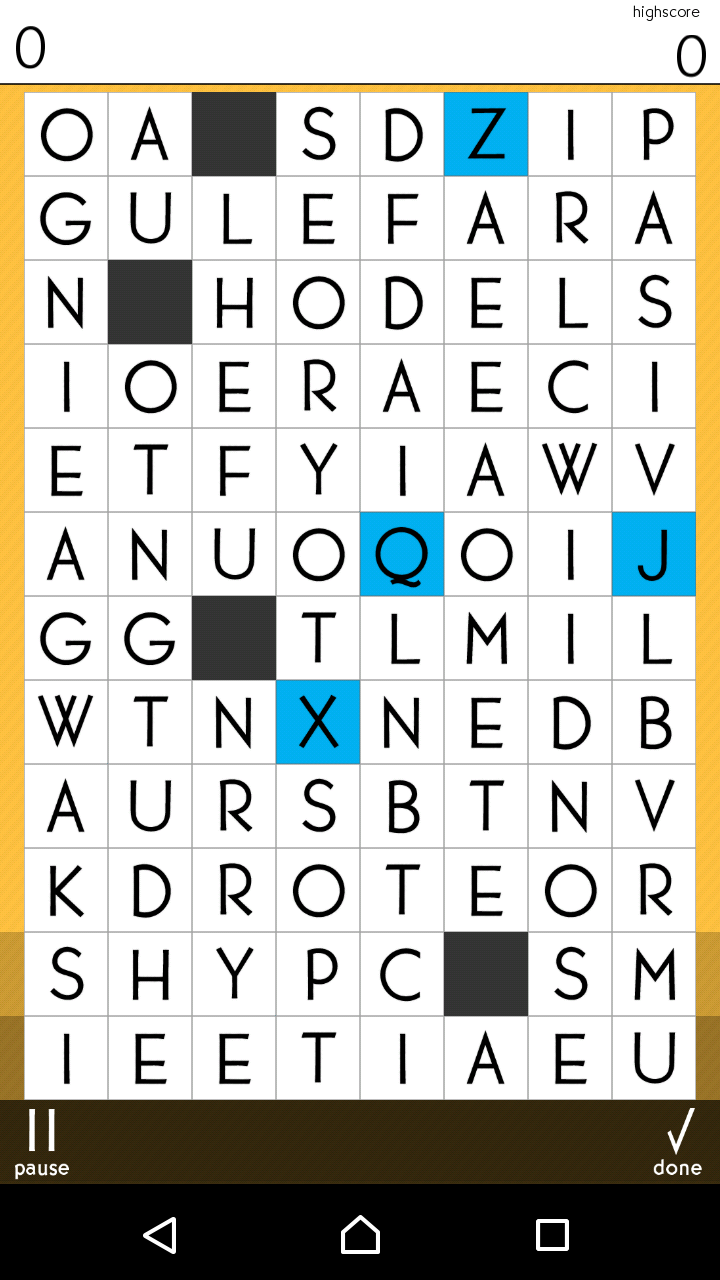 highscore
0 0
O A S D Z I P
G U L E F A R A
N H O D E L S
I O E R A E C I
E T F Y I A W V
A N U O Q O I J
G G T L M I L
W T N X N E D B
A U R S B T N V
K D R O T E O R
S H Y P C S M
I E E T I A E U
pause done